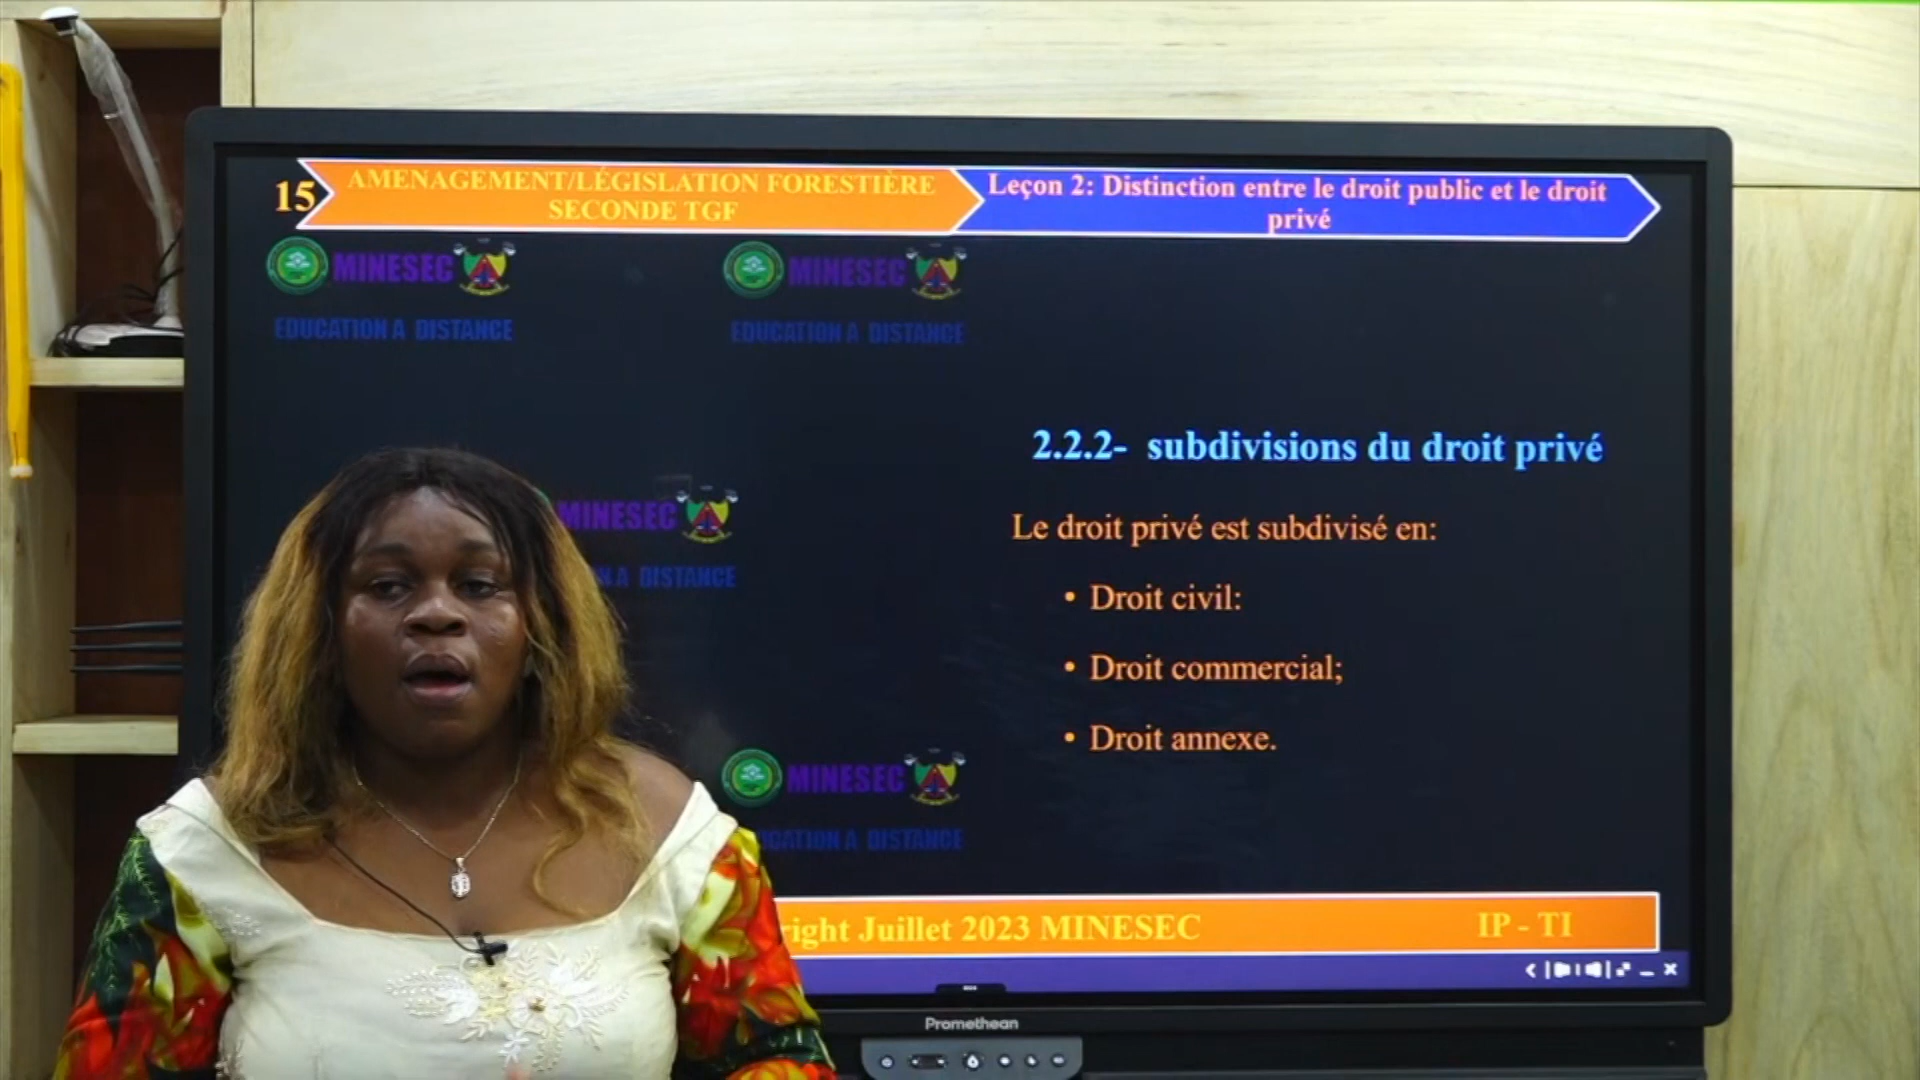 15
AMENAGEMENT/LÉGISLATION FORESTIÈRE
SECONDE TGF
Leçon 2: Distinction entre le droit public et le droit
privé
MINESEC
MINESEC
EDUCATION A DISTANCE
EDUCATION A DISTANCE
2.2.2- subdivisions du droit privé
MINESEC
A DISTANCE
Le droit privé est subdivisé en:
• Droit civil:
• Droit commercial;
• Droit annexe.
MINESEC
A DISTANCE
Juillet 2023 MINESEC
IP - TI
Promethean